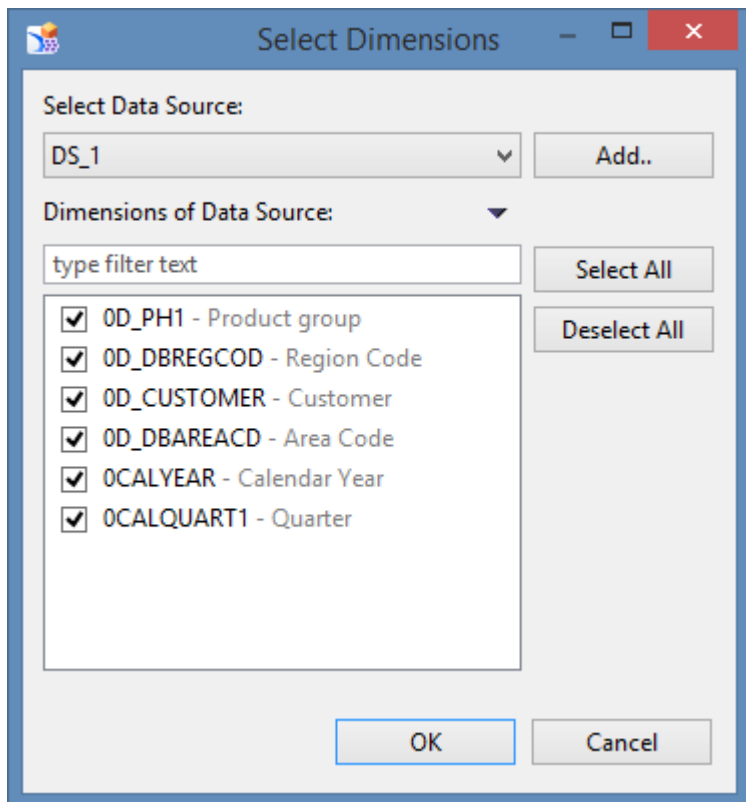 Select Dimensions
Select Data Source:
DS_1
Add..
Dimensions of Data Source:
type filter text
Select All
Deselect All
0D_PH1 - Product group
0D_DBREGCOD - Region Code
0D_CUSTOMER - Customer
0D_DBAREACD - Area Code
0CALYEAR - Calendar Year
0CALQUART1 - Quarter
OK
Cancel